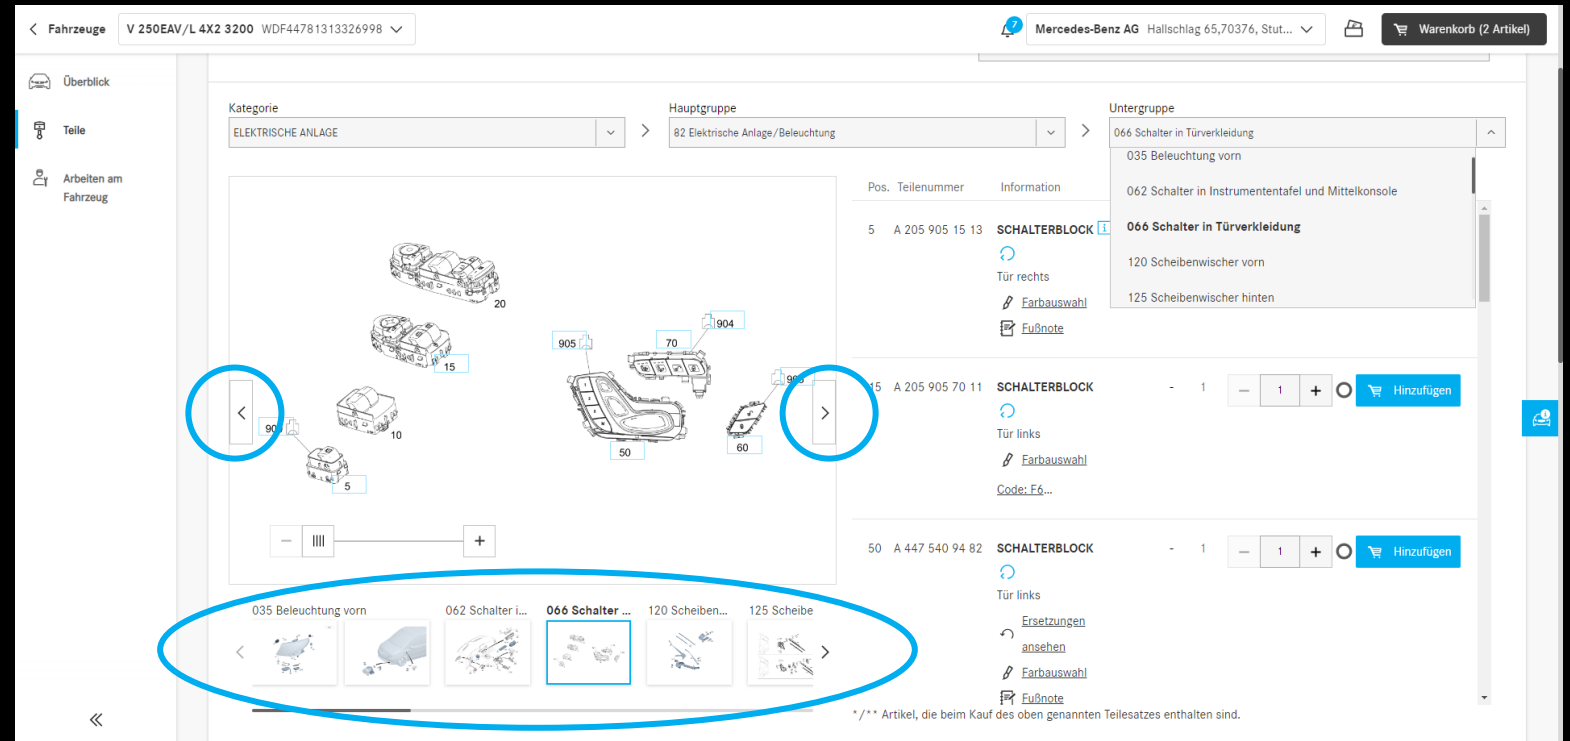 Fahrzeuge V 250EAV/L 4X2 3200 WDF44781313326998
7 Mercedes-Benz AG Hallschlag 65,70376, Stut... Warenkorb (2 Artikel)
Überblick
Teile
Arbeiten am
Fahrzeug
Kategorie
ELEKTRISCHE ANLAGE
Hauptgruppe
82 Elektrische Anlage/Beleuchtung
Untergruppe
066 Schalter in Türverkleidung
035 Beleuchtung vorn
062 Schalter in Instrumententafel und Mittelkonsole
066 Schalter in Türverkleidung
120 Scheibenwischer vorn
125 Scheibenwischer hinten
20
15
10
5
905
70
904
50
60
Pos. Teilenummer Information
5 A 205 905 15 13 SCHALTERBLOCK i
Tür rechts
Farbauswahl
Fußnote
15 A 205 905 70 11 SCHALTERBLOCK - 1 − 1 + Hinzufügen
Tür links
Farbauswahl
Code: F6...
50 A 447 540 94 82 SCHALTERBLOCK - 1 − 1 + Hinzufügen
Tür links
Ersetzungen
ansehen
Farbauswahl
Fußnote
035 Beleuchtung vorn 062 Schalter i... 066 Schalter ... 120 Scheiben... 125 Scheibe
*/** Artikel, die beim Kauf des oben genannten Teilesatzes enthalten sind.